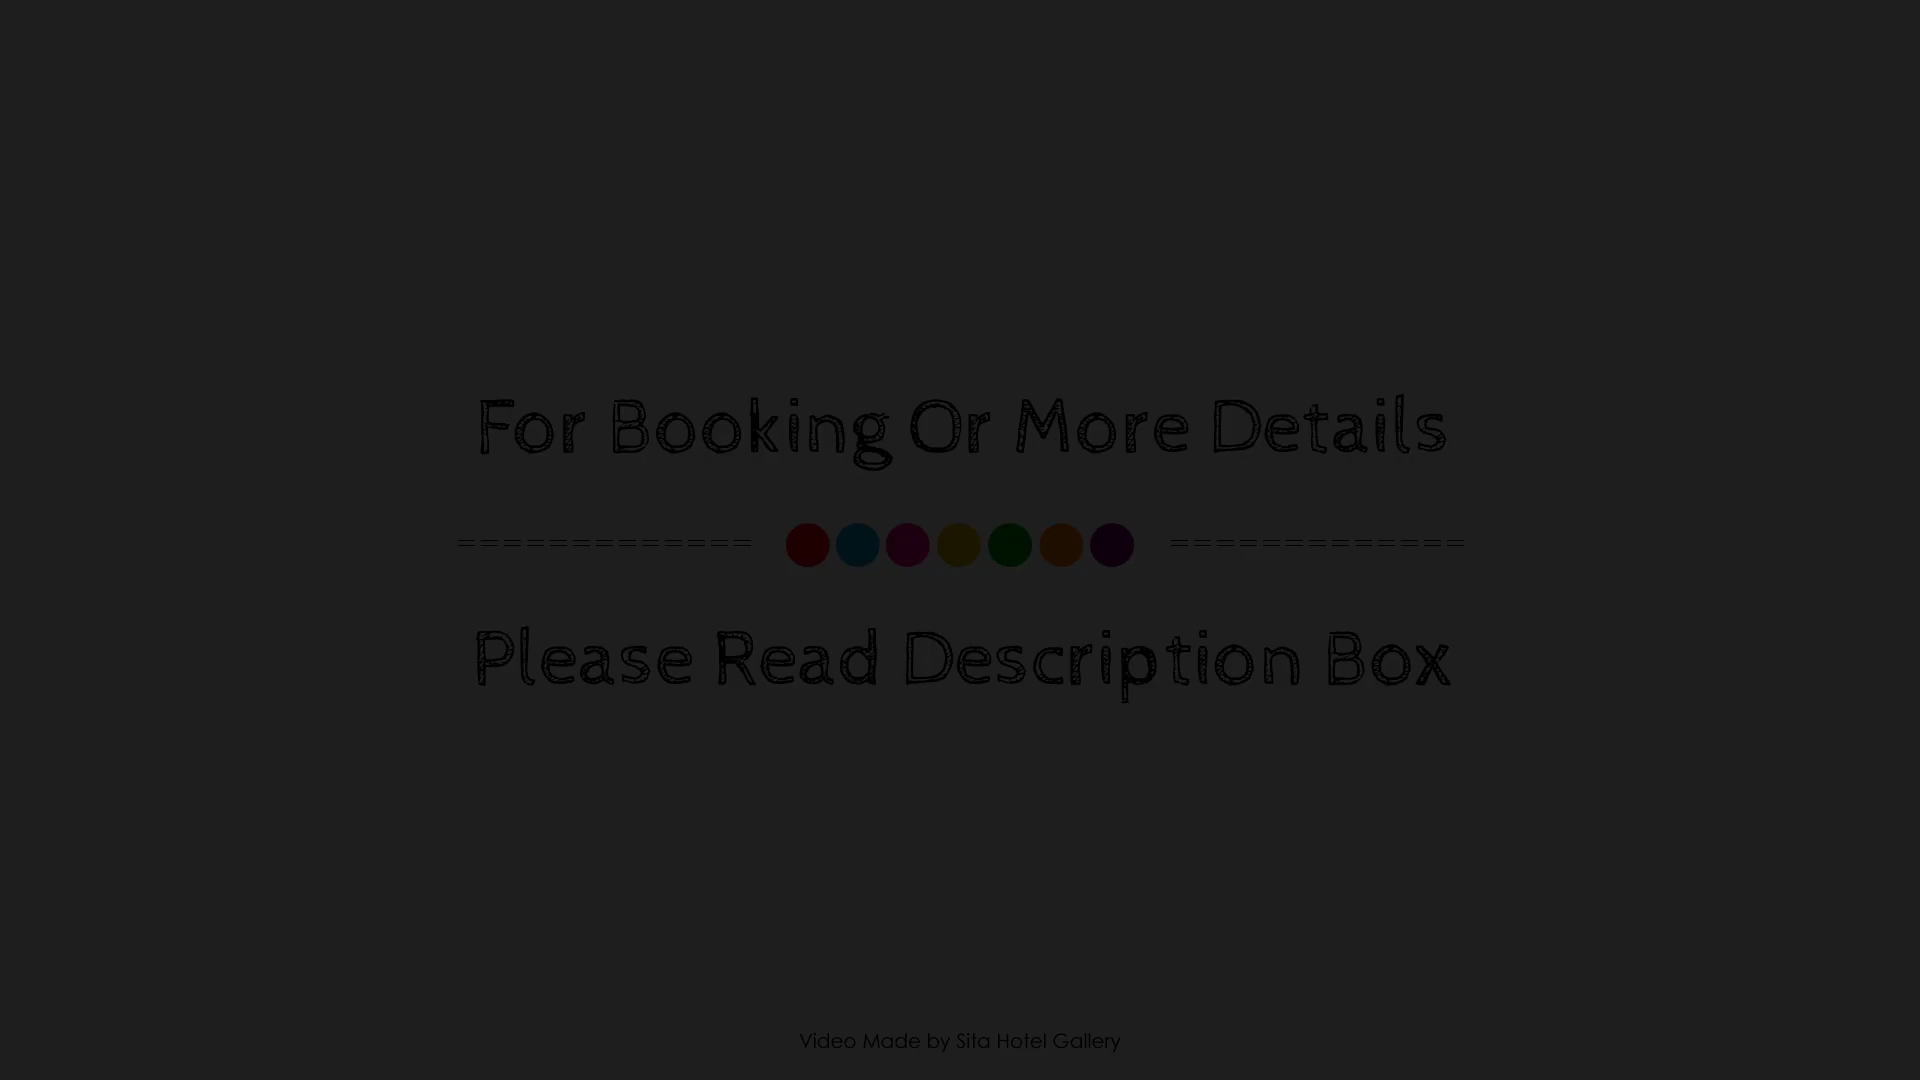 For Booking Or More Details
============= =============
Please Read Description Box
Video Made by Sita Hotel Gallery